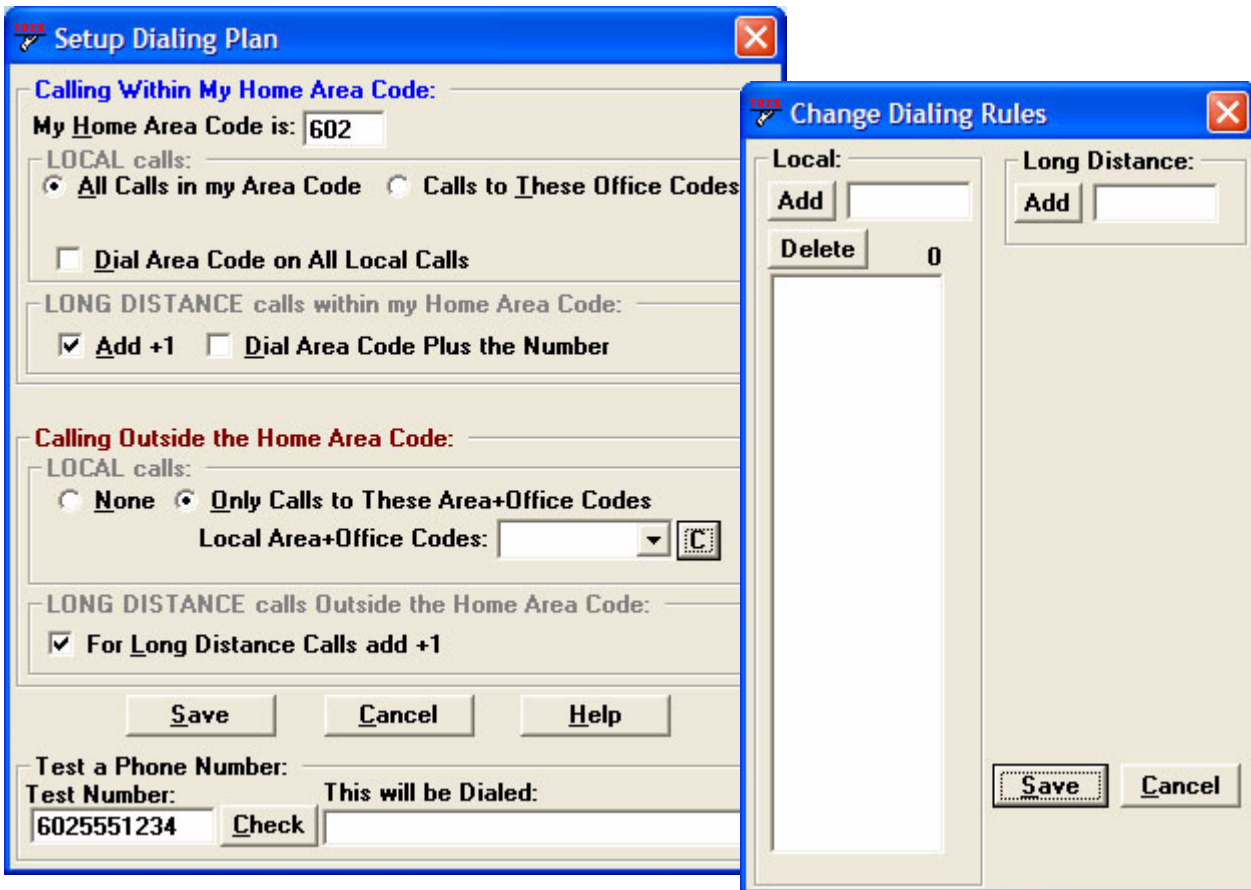 Setup Dialing Plan
Calling Within My Home Area Code:
My Home Area Code is: 602
LOCAL calls:
All Calls in my Area Code Calls to These Office Codes
Dial Area Code on All Local Calls
LONG DISTANCE calls within my Home Area Code:
Add +1 Dial Area Code Plus the Number
Calling Outside the Home Area Code:
LOCAL calls:
None Only Calls to These Area+Office Codes
Local Area+Office Codes: C
LONG DISTANCE calls Outside the Home Area Code:
For Long Distance Calls add +1
Save Cancel Help
Test a Phone Number:
Test Number: This will be Dialed:
6025551234 Check
Change Dialing Rules
Local: Long Distance:
Add Add
Delete 0
Save Cancel